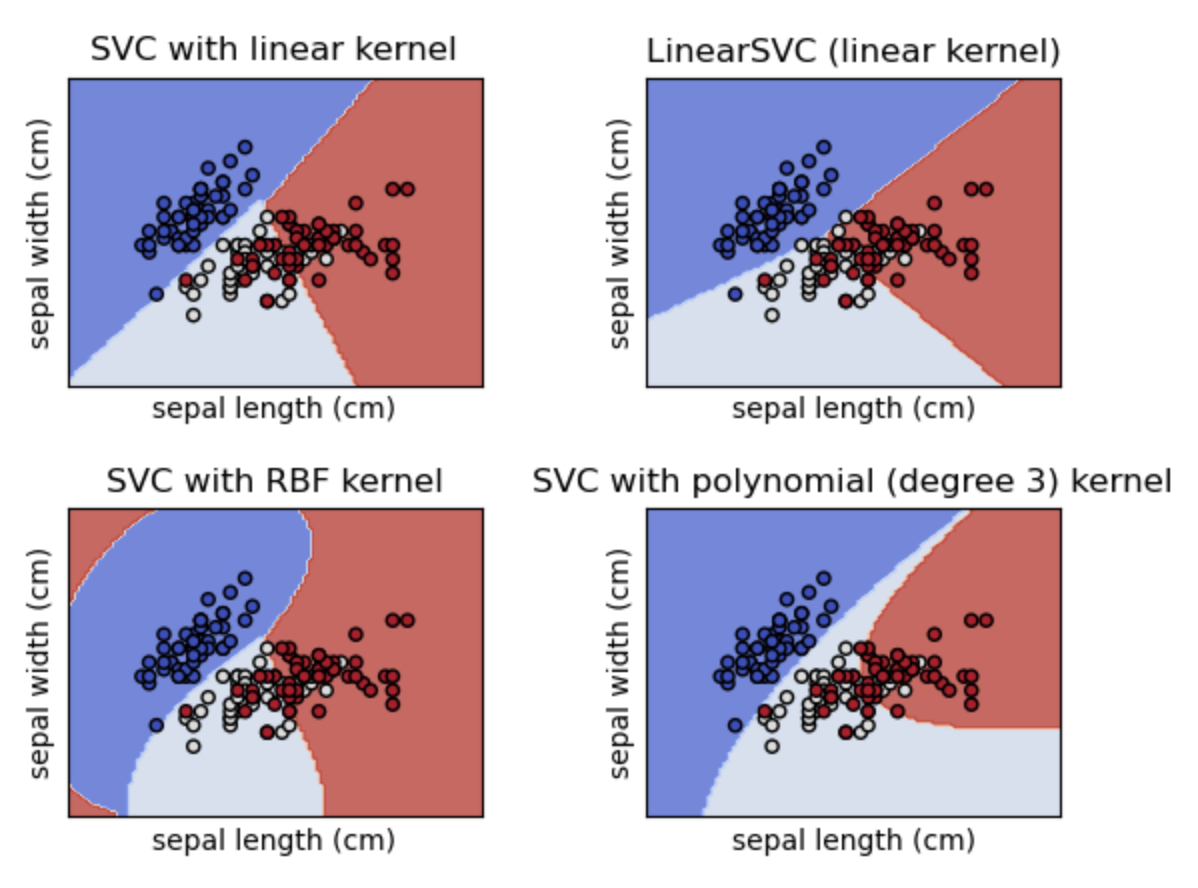 SVC with linear kernel
LinearSVC (linear kernel)
sepal width (cm)
sepal width (cm)
sepal length (cm)
sepal length (cm)
SVC with RBF kernel
SVC with polynomial (degree 3) kernel
sepal width (cm)
sepal width (cm)
sepal length (cm)
sepal length (cm)